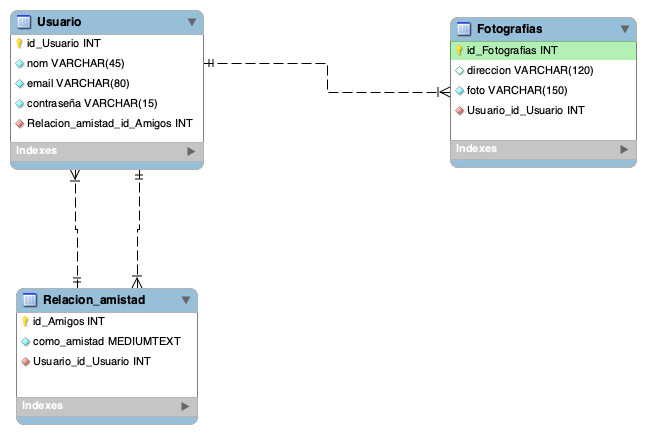 Usuario
id_Usuario INT
nom VARCHAR(45)
email VARCHAR(80)
contraseña VARCHAR(15)
Relacion_amistad_id_Amigos INT
Indexes
Fotografias
id_Fotografias INT
direccion VARCHAR(120)
foto VARCHAR(150)
Usuario_id_Usuario INT
Indexes
Relacion_amistad
id_Amigos INT
como_amistad MEDIUMTEXT
Usuario_id_Usuario INT
Indexes